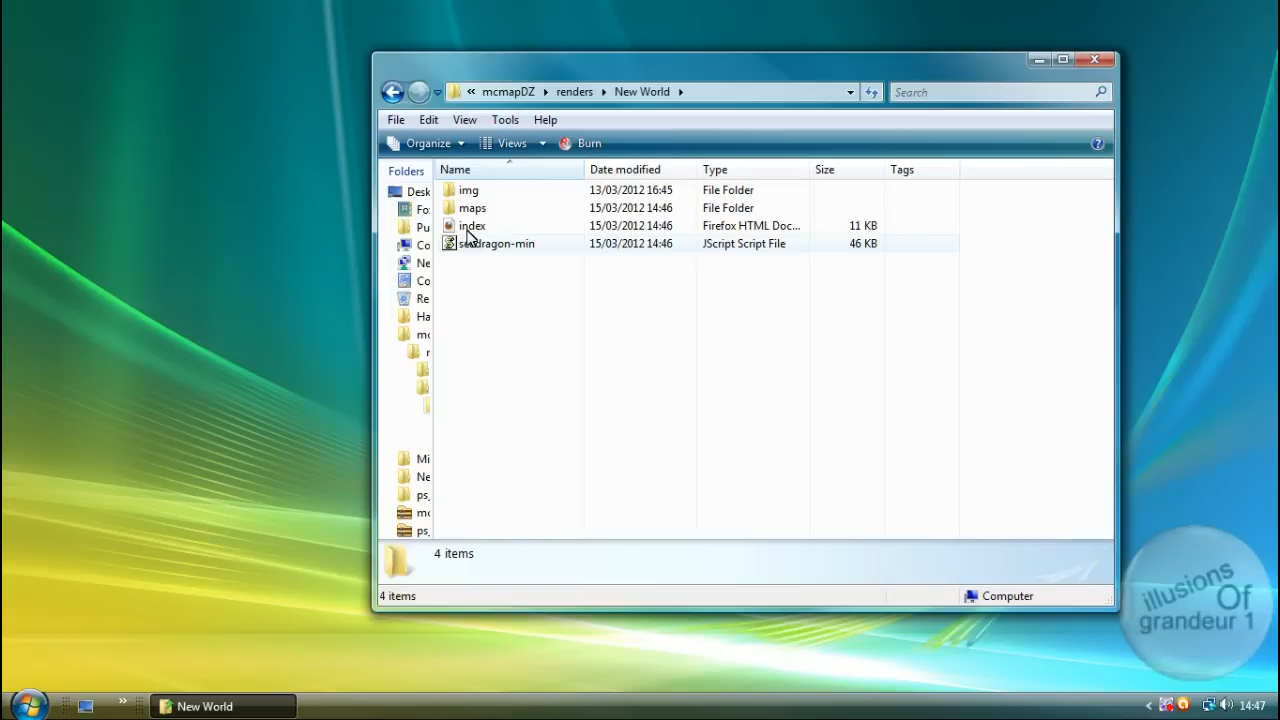 mcmapDZ renders New World Search
File Edit View Tools Help
Organize Views Burn
Folders Name Date modified Type Size Tags
Desk img 13/03/2012 16:45 File Folder
Fo: maps 15/03/2012 14:46 File Folder
Pu index 15/03/2012 14:46 Firefox HTML Doc... 11 KB
Co dragon-min 15/03/2012 14:46 JScript Script File 46 KB
Ne
Co
Re
Ha
mc
r
Mi
Ne
ps_
mc
ps_
4 items
4 items Computer
illusions
Of
grandeur 1
New World 14:47